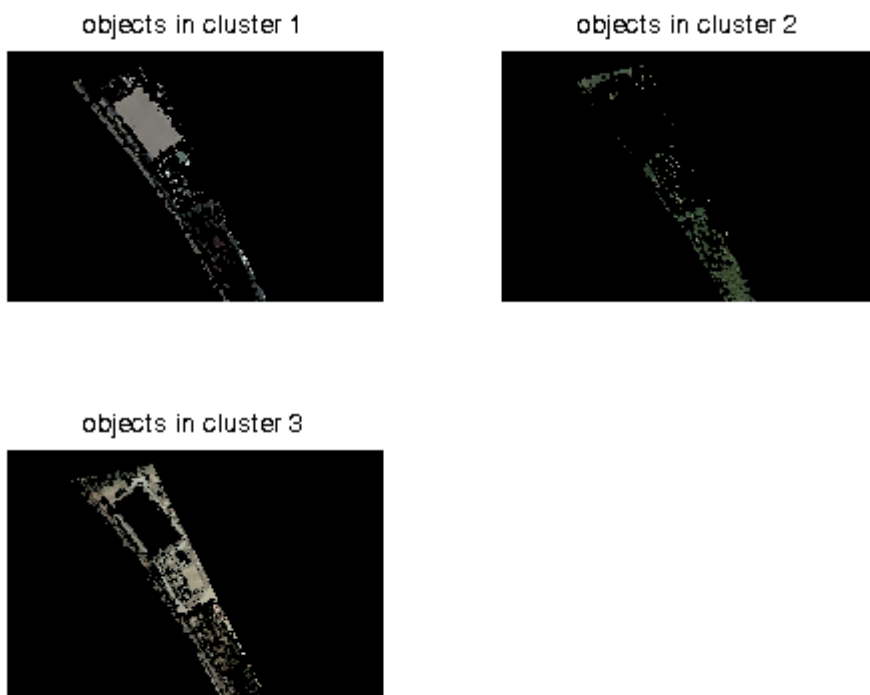 objects in cluster 1
objects in cluster 2
objects in cluster 3